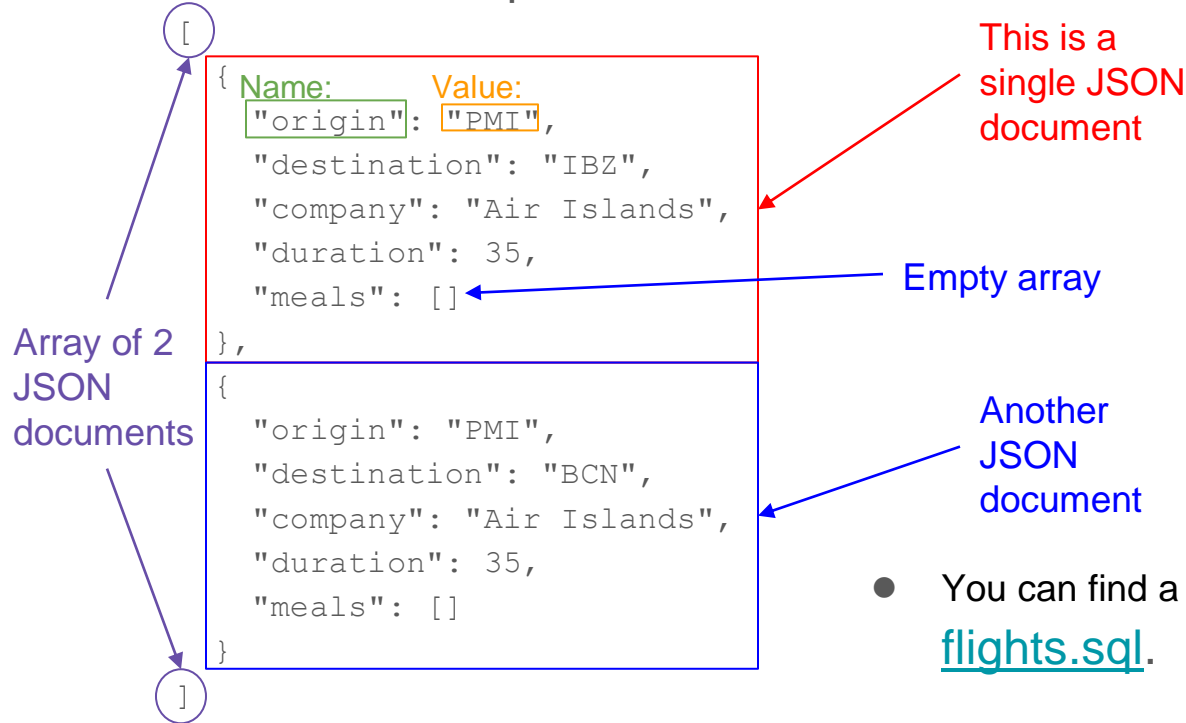 [
This is a
single JSON
document
{
Name: Value:
"origin": "PMI",
"destination": "IBZ",
"company": "Air Islands",
"duration": 35,
"meals": []
},
Empty array
Array of 2
JSON
documents
{
"origin": "PMI",
"destination": "BCN",
"company": "Air Islands",
"duration": 35,
"meals": []
}
Another
JSON
document
● You can find a
flights.sql.
]